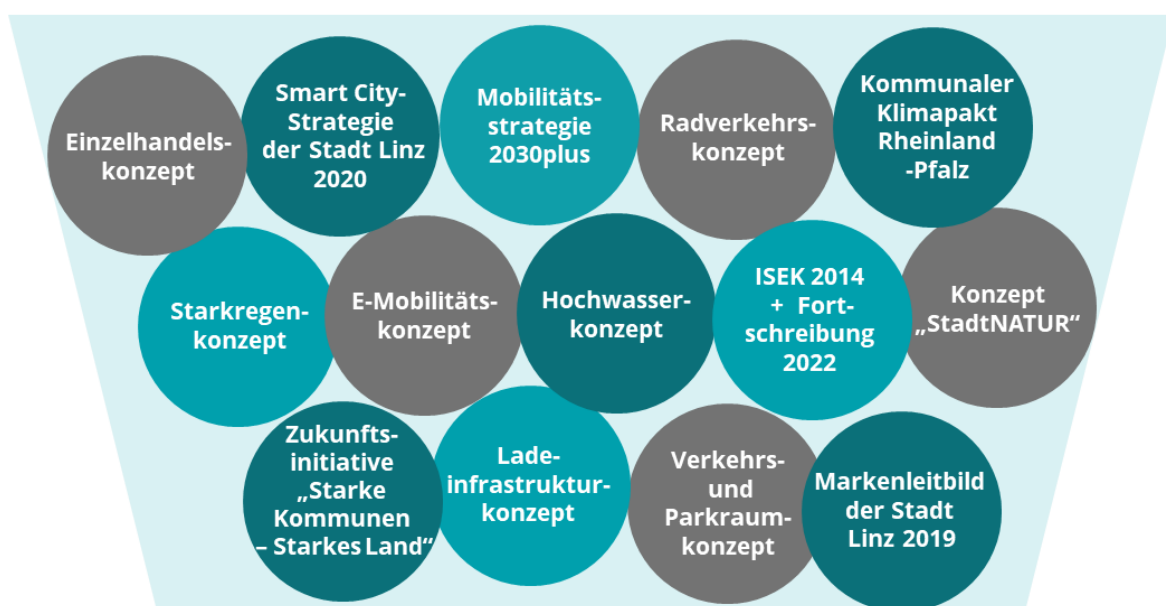 Einzelhandels-
konzept
Smart City-
Strategie
der Stadt Linz
2020
Mobilitäts-
strategie
2030plus
Radverkehrs-
konzept
Kommunaler
Klimapakt
Rheinland
-Pfalz
Starkregen-
konzept
E-Mobilitäts-
konzept
Hochwasser-
konzept
ISEK 2014
+ Fort-
schreibung
2022
Konzept
„StadtNATUR“
Zukunfts-
initiative
„Starke
Kommunen
– Starkes Land“
Lade-
infrastruktur-
konzept
Verkehrs-
und
Parkraum-
konzept
Markenleitbild
der Stadt
Linz 2019